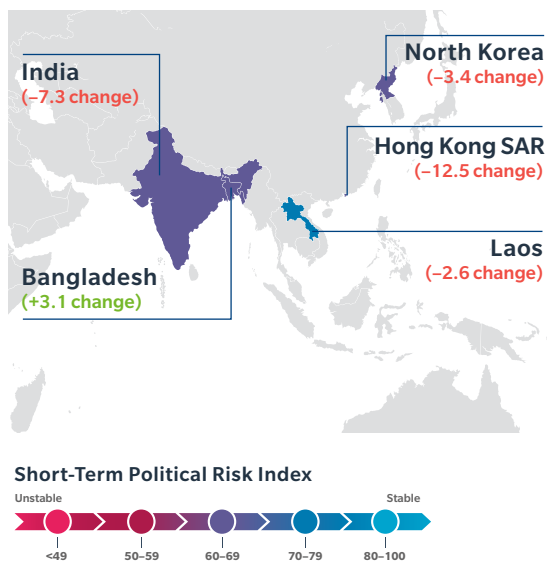 North Korea
(–3.4 change)
India
(–7.3 change)
Hong Kong SAR
(–12.5 change)
Laos
(–2.6 change)
Bangladesh
(+3.1 change)
Short-Term Political Risk Index
Unstable
Stable
<49
50–59
60–69
70–79
80–100